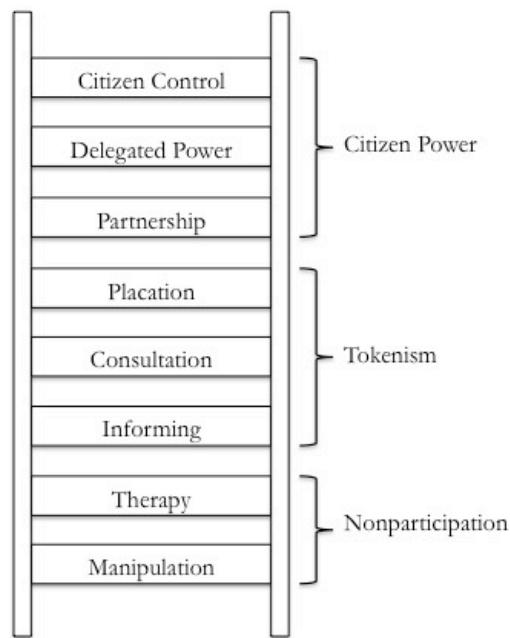 Citizen Control
Delegated Power
Partnership
Citizen Power
Placation
Consultation
Informing
Tokenism
Therapy
Manipulation
Nonparticipation